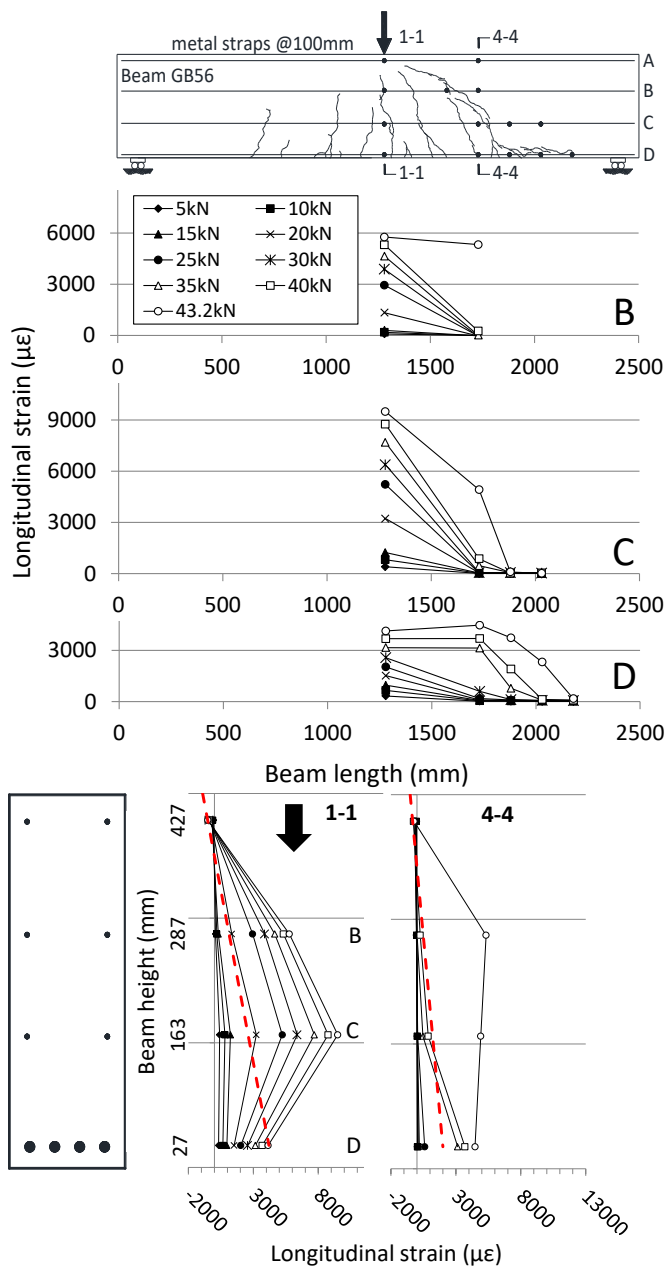 metal straps @100mm
1-1
4-4
Beam GB56
A
B
C
D
1-1
4-4
5kN
10kN
15kN
20kN
25kN
30kN
35kN
40kN
43.2kN
6000
3000
0
B
0
500
1000
1500
2000
2500
Longitudinal strain (με)
9000
6000
3000
0
C
0
500
1000
1500
2000
2500
3000
0
D
0
500
1000
1500
2000
2500
Beam length (mm)
Beam height (mm)
427
287
163
27
1-1
B
C
D
4-4
-2000
3000
8000
-2000
3000
8000
13000
Longitudinal strain (με)